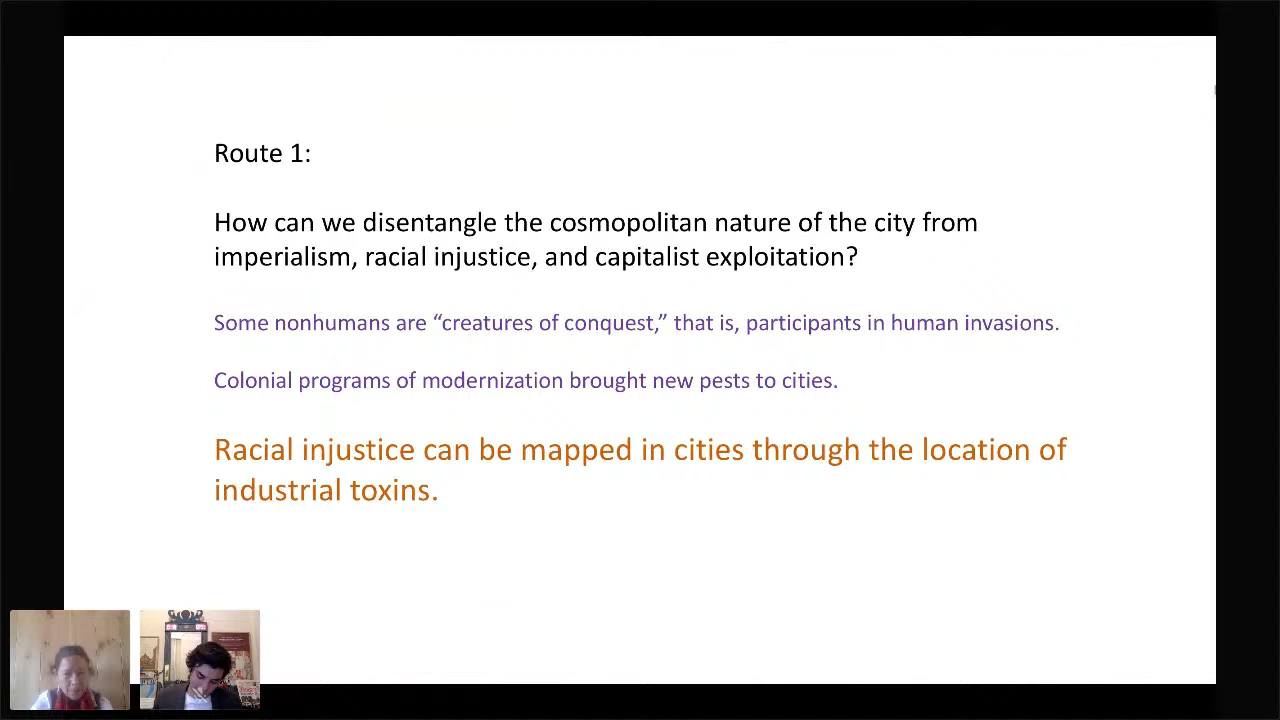 Route 1:
How can we disentangle the cosmopolitan nature of the city from
imperialism, racial injustice, and capitalist exploitation?
Some nonhumans are “creatures of conquest,” that is, participants in human invasions.
Colonial programs of modernization brought new pests to cities.
Racial injustice can be mapped in cities through the location of
industrial toxins.